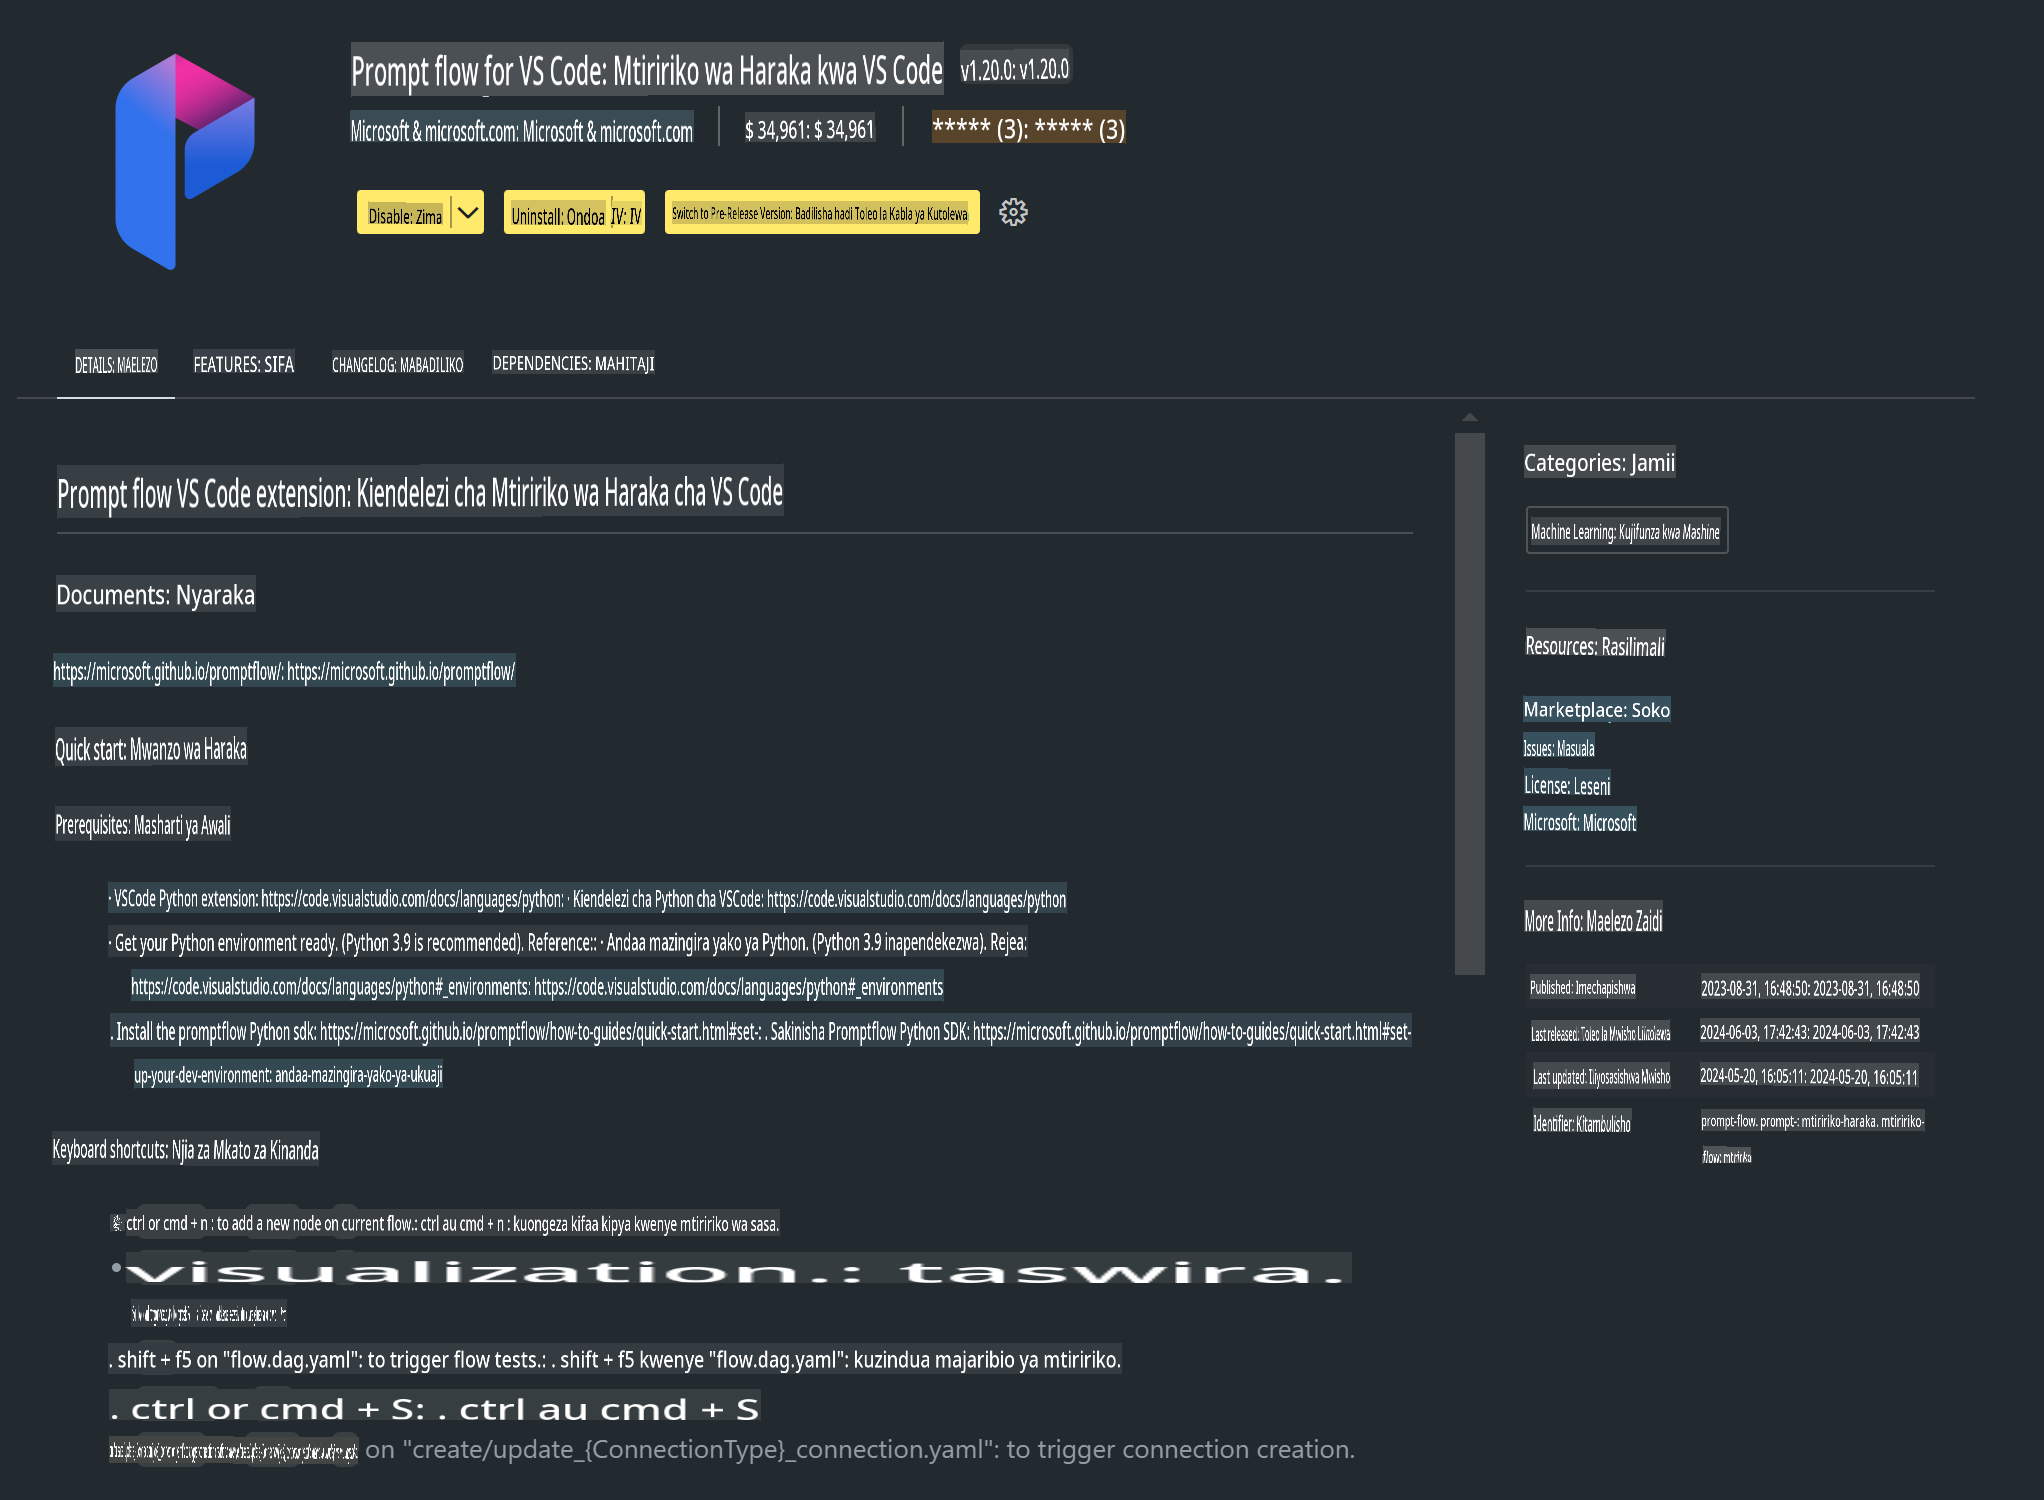 Prompt flow for VS Code: Mtiririko wa Haraka kwa VS Code v1.20.0: v1.20.0
Microsoft & microsoft.com: Microsoft & microsoft.com
$ 34,961: $ 34,961
***** (3): ***** (3)
Disable: Zima
Uninstall: Ondoa IV: IV
Switch to Pre-Release Version: Badilisha hadi Toleo la Kabla ya Kutolewa
DETAILS: MAELEZO
FEATURES: SIFA
CHANGELOG: MABADILIKO
DEPENDENCIES: MAHITAJI
Prompt flow VS Code extension: Kiendelezi cha Mtiririko wa Haraka cha VS Code
Documents: Nyaraka
https://microsoft.github.io/promptflow/: https://microsoft.github.io/promptflow/
Quick start: Mwanzo wa Haraka
Prerequisites: Masharti ya Awali
· VSCode Python extension: https://code.visualstudio.com/docs/languages/python: · Kiendelezi cha Python cha VSCode: https://code.visualstudio.com/docs/languages/python
· Get your Python environment ready. (Python 3.9 is recommended). Reference:: · Andaa mazingira yako ya Python. (Python 3.9 inapendekezwa). Rejea:
https://code.visualstudio.com/docs/languages/python#_environments: https://code.visualstudio.com/docs/languages/python#_environments
. Install the promptflow Python sdk: https://microsoft.github.io/promptflow/how-to-guides/quick-start.html#set-: . Sakinisha Promptflow Python SDK: https://microsoft.github.io/promptflow/how-to-guides/quick-start.html#set-
up-your-dev-environment: andaa-mazingira-yako-ya-ukuaji
Keyboard shortcuts: Njia za Mkato za Kinanda
ctrl or cmd + n : to add a new node on current flow.: ctrl au cmd + n : kuongeza kifaa kipya kwenye mtiririko wa sasa.
visualization.: taswira.
. shift + f5 on "flow.dag.yaml": to trigger flow tests.: . shift + f5 kwenye "flow.dag.yaml": kuzindua majaribio ya mtiririko.
. ctrl or cmd + S: . ctrl au cmd + S
on "create/update_{ConnectionType}_connection.yaml": to trigger connection creation.
Categories: Jamii
Machine Learning: Kujifunza kwa Mashine
Resources: Rasilimali
Marketplace: Soko
Issues: Masuala
License: Leseni
Microsoft: Microsoft
More Info: Maelezo Zaidi
Published: Imechapishwa 2023-08-31, 16:48:50: 2023-08-31, 16:48:50
Last released: Toleo la Mwisho Liitolewa 2024-06-03, 17:42:43: 2024-06-03, 17:42:43
Last updated: Iliyosasishwa Mwisho 2024-05-20, 16:05:11: 2024-05-20, 16:05:11
Identifier: Kitambulisho prompt-flow. prompt-: mtiririko-haraka. mtiririko-
flow: mtiririko